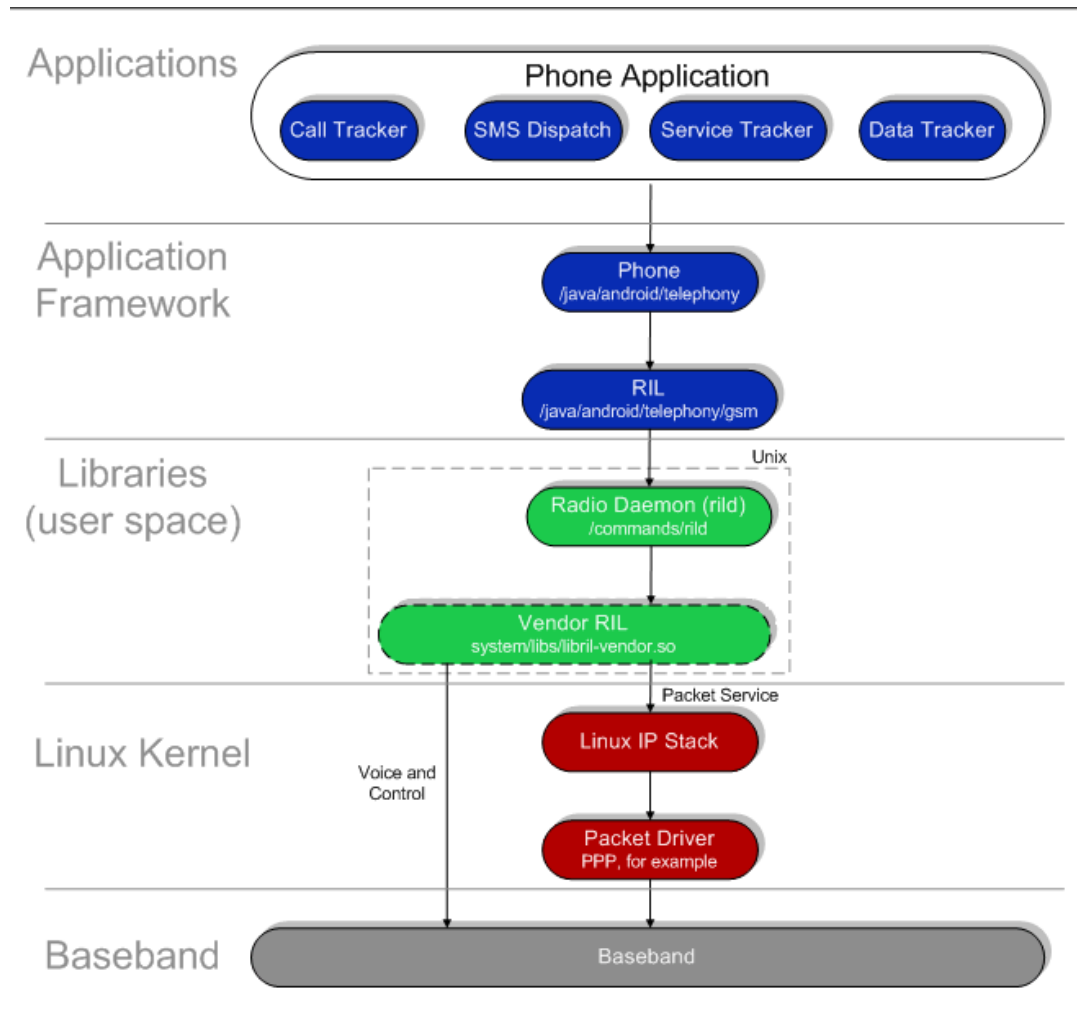 Applications
Phone Application
Call Tracker
SMS Dispatch
Service Tracker
Data Tracker
Application
Framework
Phone
/java/android/telephony
RIL
/java/android/telephony/gsm
Libraries
(user space)
Unix
Radio Daemon (rild)
/commands/rild
Vendor RIL
system/libs/libril-vendor.so
Packet Service
Linux Kernel
Linux IP Stack
Voice and
Control
Packet Driver
PPP, for example
Baseband
Baseband